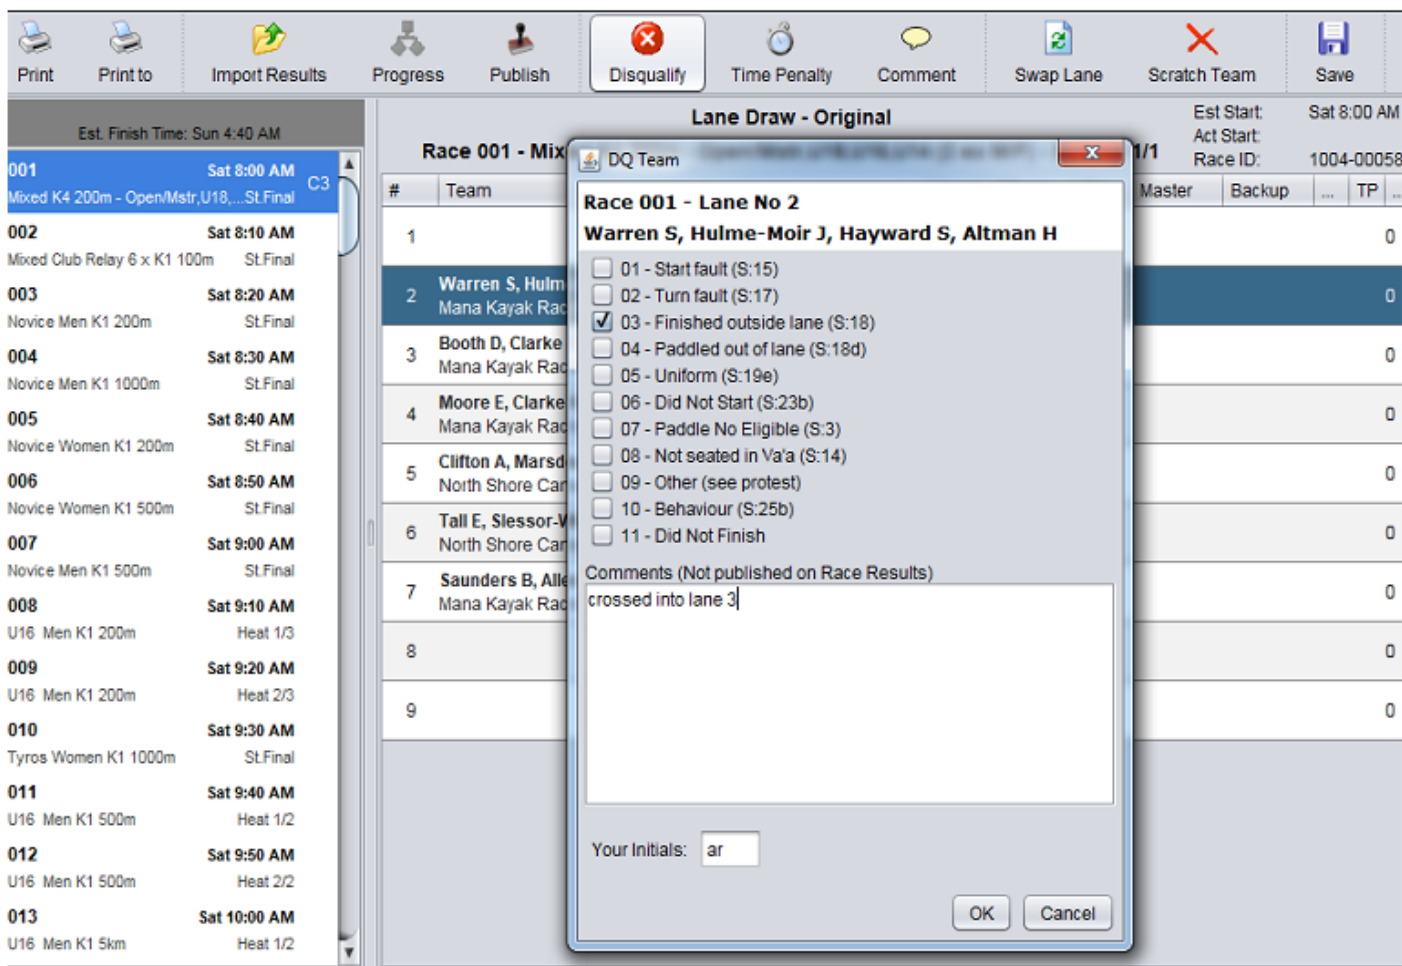 Print Print to Import Results Progress Publish Disqualify Time Penalty Comment Swap Lane Scratch Team Save
Est. Finish Time: Sun 4:40 AM
001 Sat 8:00 AM
Mixed K4 200m - Open/Mstr,U18,...St.Final C3
002 Sat 8:10 AM
Mixed Club Relay 6 x K1 100m St.Final
003 Sat 8:20 AM
Novice Men K1 200m St.Final
004 Sat 8:30 AM
Novice Men K1 1000m St.Final
005 Sat 8:40 AM
Novice Women K1 200m St.Final
006 Sat 8:50 AM
Novice Women K1 500m St.Final
007 Sat 9:00 AM
Novice Men K1 500m St.Final
008 Sat 9:10 AM
U16 Men K1 200m Heat 1/3
009 Sat 9:20 AM
U16 Men K1 200m Heat 2/3
010 Sat 9:30 AM
Tyros Women K1 1000m St.Final
011 Sat 9:40 AM
U16 Men K1 500m Heat 1/2
012 Sat 9:50 AM
U16 Men K1 500m Heat 2/2
013 Sat 10:00 AM
U16 Men K1 5km Heat 1/2
Lane Draw - Original
Race 001 - Mix 1/1
Est Start: Sat 8:00 AM
Act Start:
Race ID: 1004-00058
# Team Master Backup ... TP ...
1 0
2 Warren S, Hulm 0
Mana Kayak Rac
3 Booth D, Clarke 0
Mana Kayak Rac
4 Moore E, Clarke 0
Mana Kayak Rac
5 Clifton A, Marsd 0
North Shore Can
6 Tall E, Slessor-W 0
North Shore Can
7 Saunders B, Alle 0
Mana Kayak Rac
8 0
9 0
DQ Team
Race 001 - Lane No 2
Warren S, Hulme-Moir J, Hayward S, Altman H
01 - Start fault (S:15)
02 - Turn fault (S:17)
03 - Finished outside lane (S:18)
04 - Paddled out of lane (S:18d)
05 - Uniform (S:19e)
06 - Did Not Start (S:23b)
07 - Paddle No Eligible (S:3)
08 - Not seated in Va'a (S:14)
09 - Other (see protest)
10 - Behaviour (S:25b)
11 - Did Not Finish
Comments (Not published on Race Results)
crossed into lane 3
Your Initials: ar
OK Cancel